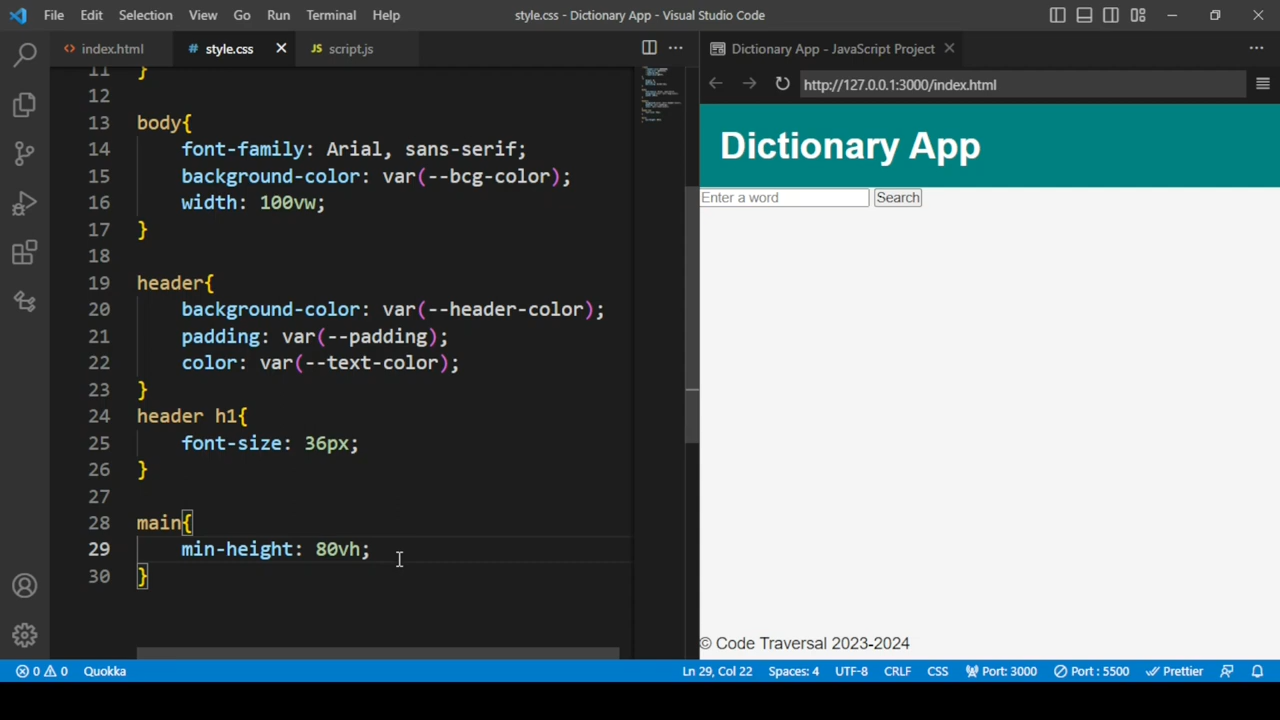 File Edit Selection View Go Run Terminal Help
style.css - Dictionary App - Visual Studio Code
index.html
style.css
JS script.js
Dictionary App - JavaScript Project
http://127.0.0.1:3000/index.html
11 }
12
13 body{
14 font-family: Arial, sans-serif;
15 background-color: var(--bcg-color);
16 width: 100vw;
17 }
18
19 header{
20 background-color: var(--header-color);
21 padding: var(--padding);
22 color: var(--text-color);
23 }
24 header h1{
25 font-size: 36px;
26 }
27
28 main{
29 min-height: 80vh;
30 }
Dictionary App
Enter a word Search
© Code Traversal 2023-2024
0 0 Quokka
Ln 29, Col 22 Spaces: 4 UTF-8 CRLF CSS Port: 3000 Port : 5500 Prettier